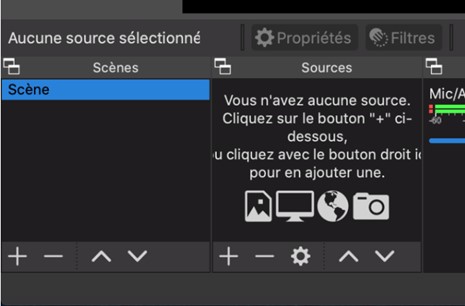 Aucune source sélectionné
Propriétés
Filtres
Scènes
Sources
Scène
Vous n'avez aucune source.
Cliquez sur le bouton "+" ci-
dessous,
u cliquez avec le bouton droit ic
pour en ajouter une.
Mic/A
-60